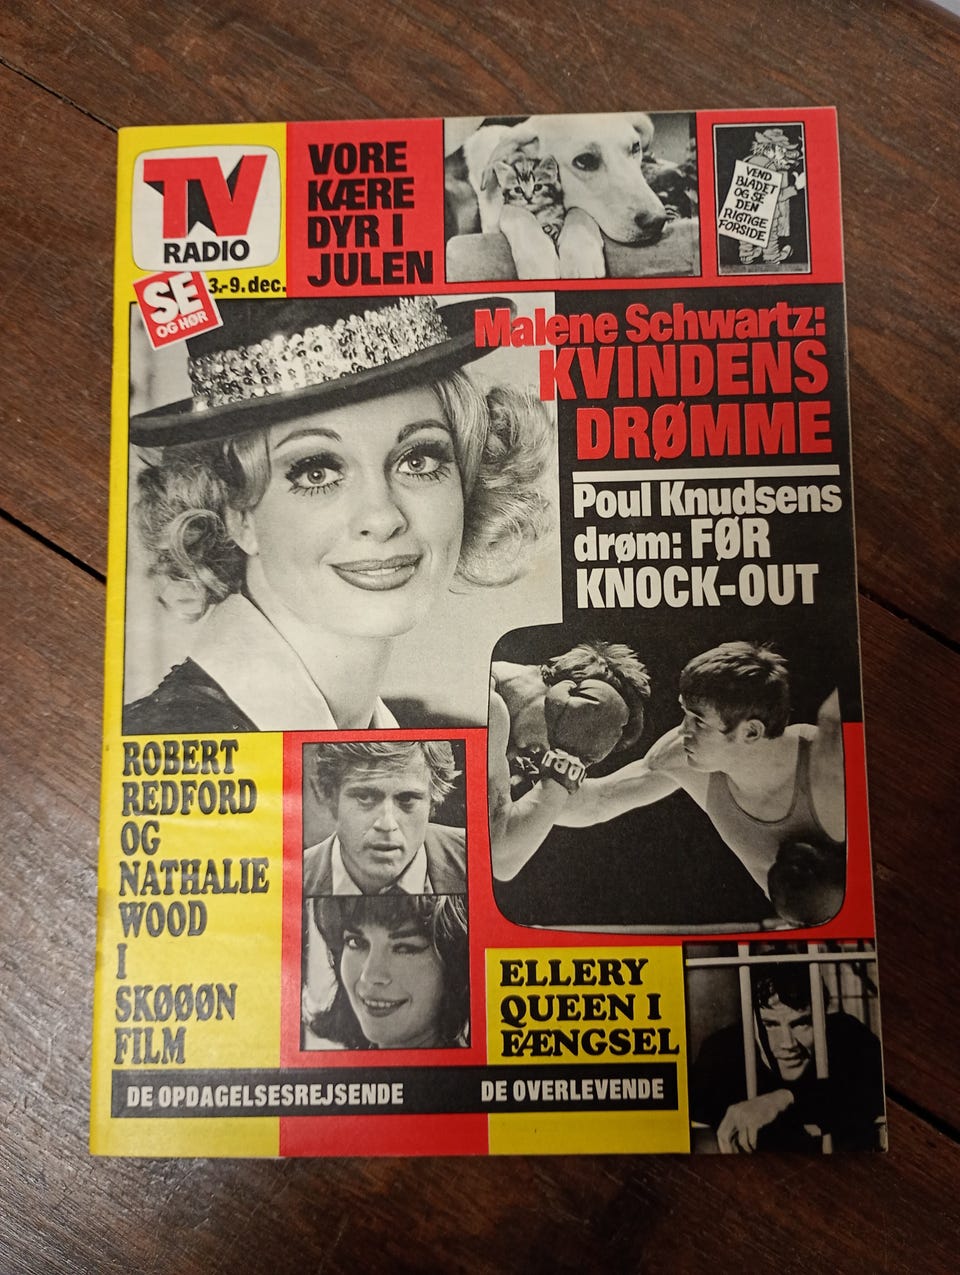 TV
RADIO
SE
OG HØR
3.-9. dec.
VORE
KÆRE
DYR I
JULEN
VEND
BLADET
OG SE
DEN
RIGTIGE
FORSIDE
Malene Schwartz:
KVINDENS
DRØMME
Poul Knudsens
drøm: FØR
KNOCK-OUT
ROBERT
REDFORD
OG
NATHALIE
WOOD
I
SKØØØN
FILM
ELLERY
QUEEN I
FÆNGSEL
DE OPDAGELSESREJSENDE
DE OVERLEVENDE